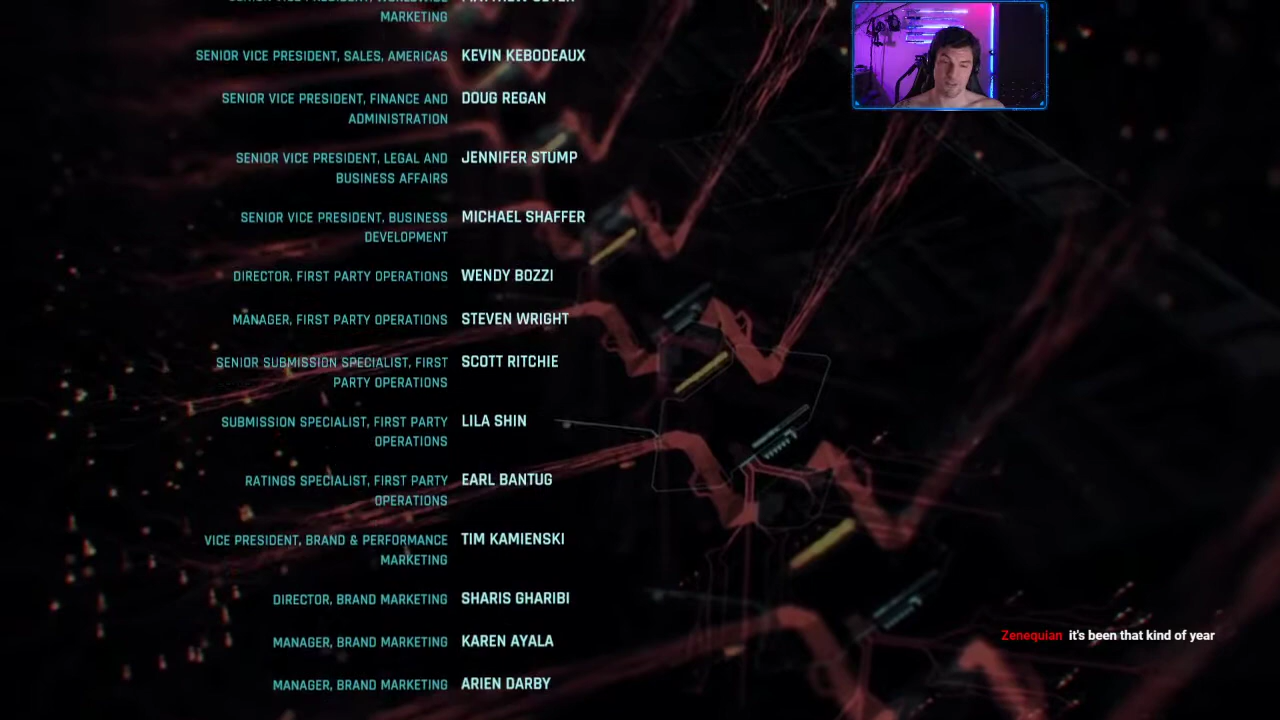 MARKETING
SENIOR VICE PRESIDENT, SALES, AMERICAS KEVIN KEBODEAUX
SENIOR VICE PRESIDENT, FINANCE AND DOUG REGAN
ADMINISTRATION
SENIOR VICE PRESIDENT, LEGAL AND JENNIFER STUMP
BUSINESS AFFAIRS
SENIOR VICE PRESIDENT, BUSINESS MICHAEL SHAFFER
DEVELOPMENT
DIRECTOR, FIRST PARTY OPERATIONS WENDY BOZZI
MANAGER, FIRST PARTY OPERATIONS STEVEN WRIGHT
SENIOR SUBMISSION SPECIALIST, FIRST SCOTT RITCHIE
PARTY OPERATIONS
SUBMISSION SPECIALIST, FIRST PARTY LILA SHIN
OPERATIONS
RATINGS SPECIALIST, FIRST PARTY EARL BANTUG
OPERATIONS
VICE PRESIDENT, BRAND & PERFORMANCE TIM KAMIENSKI
MARKETING
DIRECTOR, BRAND MARKETING SHARIS GHARIBI
Zenequian it's been that kind of year
MANAGER, BRAND MARKETING KAREN AYALA
MANAGER, BRAND MARKETING ARIEN DARBY